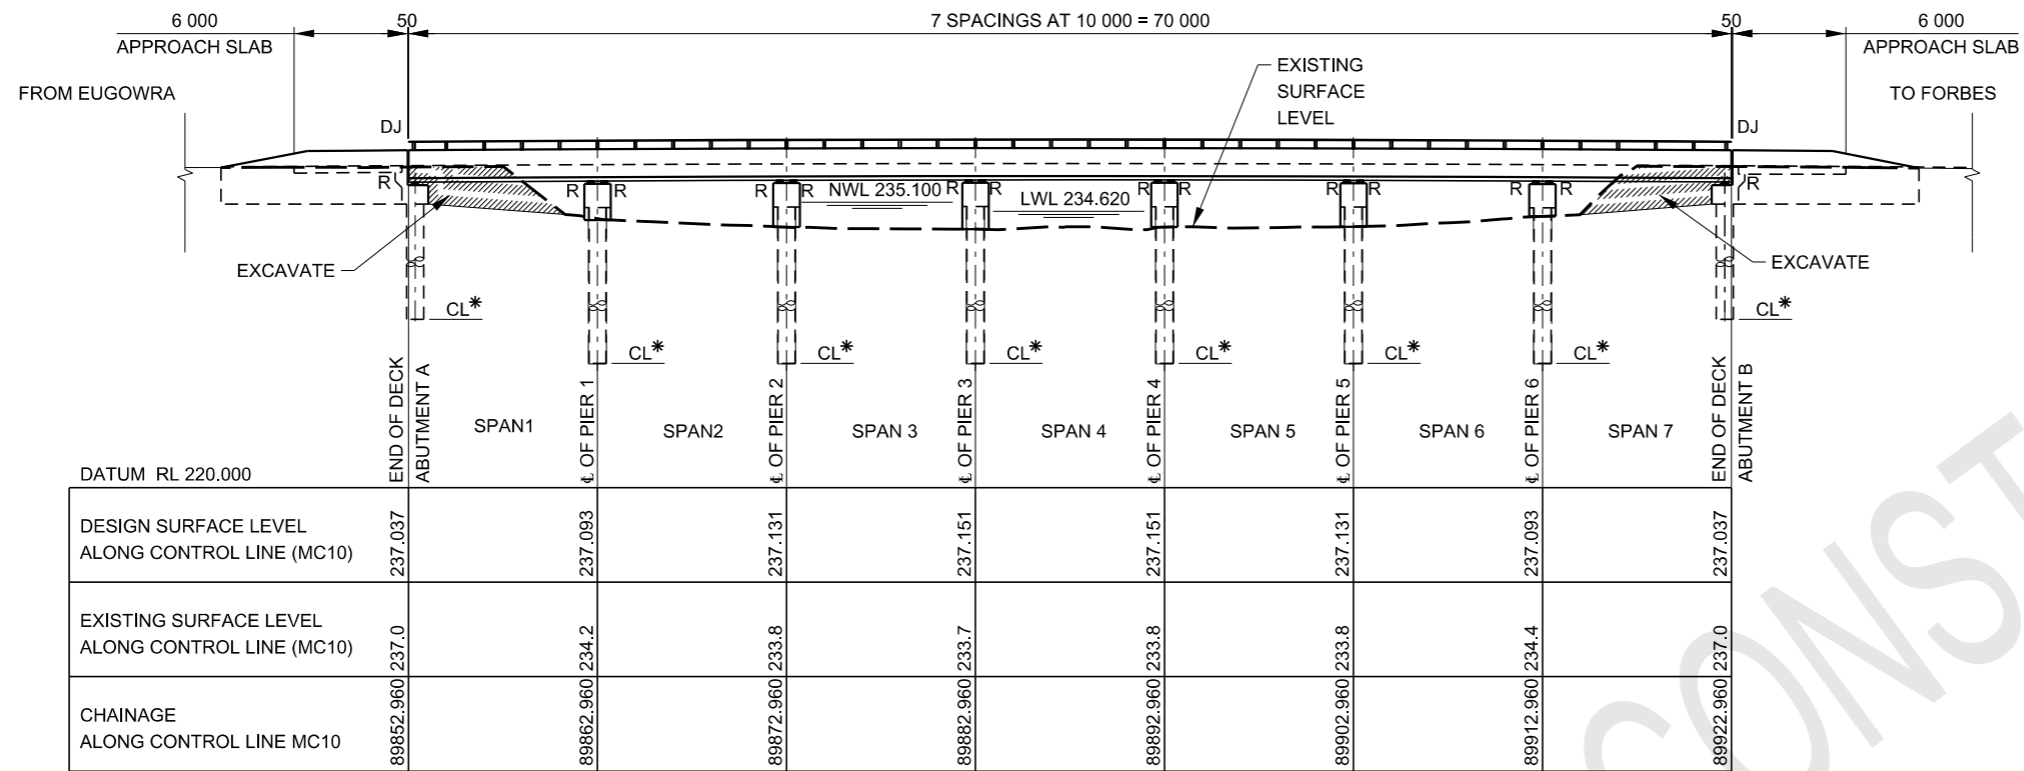 6 000
50
7 SPACINGS AT 10 000 = 70 000
50
6 000
APPROACH SLAB
APPROACH SLAB
EXISTING
SURFACE
LEVEL
FROM EUGOWRA
TO FORBES
DJ
DJ
R
R R
R R
NWL 235.100
R R
LWL 234.620
R R
R R
R R
R
EXCAVATE
EXCAVATE
CL*
CL*
CL*
CL*
CL*
CL*
CL*
CL*
END OF DECK
ABUTMENT A
SPAN1
℄ OF PIER 1
SPAN2
℄ OF PIER 2
SPAN 3
℄ OF PIER 3
SPAN 4
℄ OF PIER 4
SPAN 5
℄ OF PIER 5
SPAN 6
℄ OF PIER 6
SPAN 7
END OF DECK
ABUTMENT B
DATUM RL 220.000
DESIGN SURFACE LEVEL
ALONG CONTROL LINE (MC10)
237.037
237.093
237.131
237.151
237.151
237.131
237.093
237.037
EXISTING SURFACE LEVEL
ALONG CONTROL LINE (MC10)
237.0
234.2
233.8
233.7
233.8
233.8
234.4
237.0
CHAINAGE
ALONG CONTROL LINE MC10
89852.960
89862.960
89872.960
89882.960
89892.960
89902.960
89912.960
89922.960
CONST